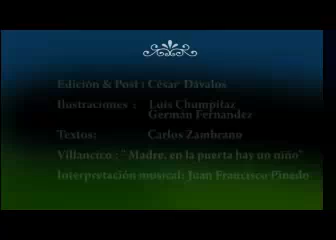 Edición & Post : César Dávalos
Ilustraciones : Luis Chumpitaz
Germán Fernández
Textos: Carlos Zambrano
Villancico: "Madre, en la puerta hay un niño"
Interpretación musical: Juan Francisco Pinedo